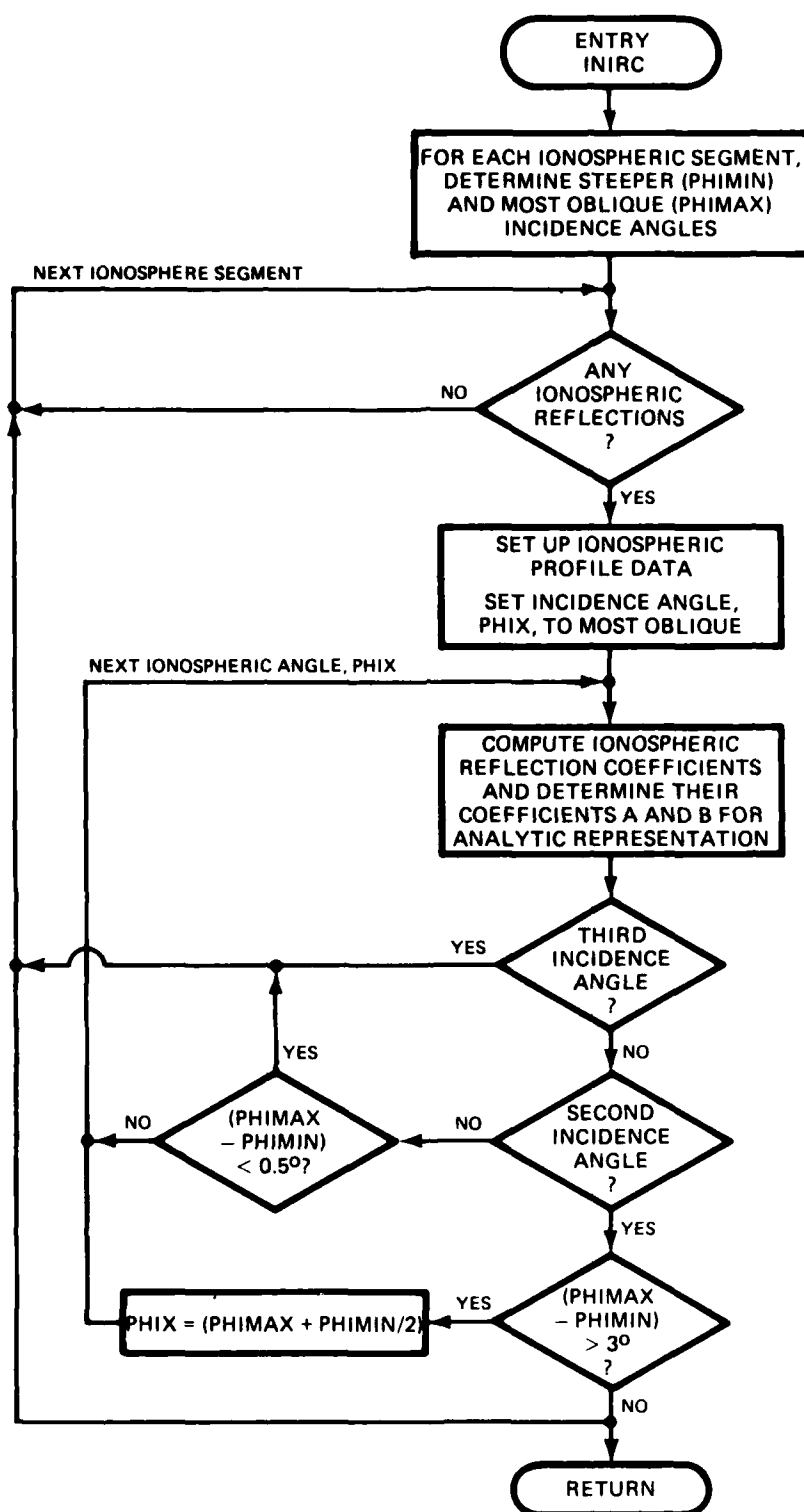 ENTRY
INIRC
FOR EACH IONOSPHERIC SEGMENT,
DETERMINE STEEPER (PHIMIN)
AND MOST OBLIQUE (PHIMAX)
INCIDENCE ANGLES
NEXT IONOSPHERE SEGMENT
ANY
IONOSPHERIC
REFLECTIONS
?
NO
YES
SET UP IONOSPHERIC
PROFILE DATA
SET INCIDENCE ANGLE,
PHIX, TO MOST OBLIQUE
NEXT IONOSPHERIC ANGLE, PHIX
COMPUTE IONOSPHERIC
REFLECTION COEFFICIENTS
AND DETERMINE THEIR
COEFFICIENTS A AND B FOR
ANALYTIC REPRESENTATION
THIRD
INCIDENCE
ANGLE
?
YES
NO
SECOND
INCIDENCE
ANGLE
?
NO
YES
(PHIMAX
– PHIMIN)
< 0.5º?
YES
NO
(PHIMAX
– PHIMIN)
> 3º
?
YES
NO
PHIX = (PHIMAX + PHIMIN/2)
RETURN